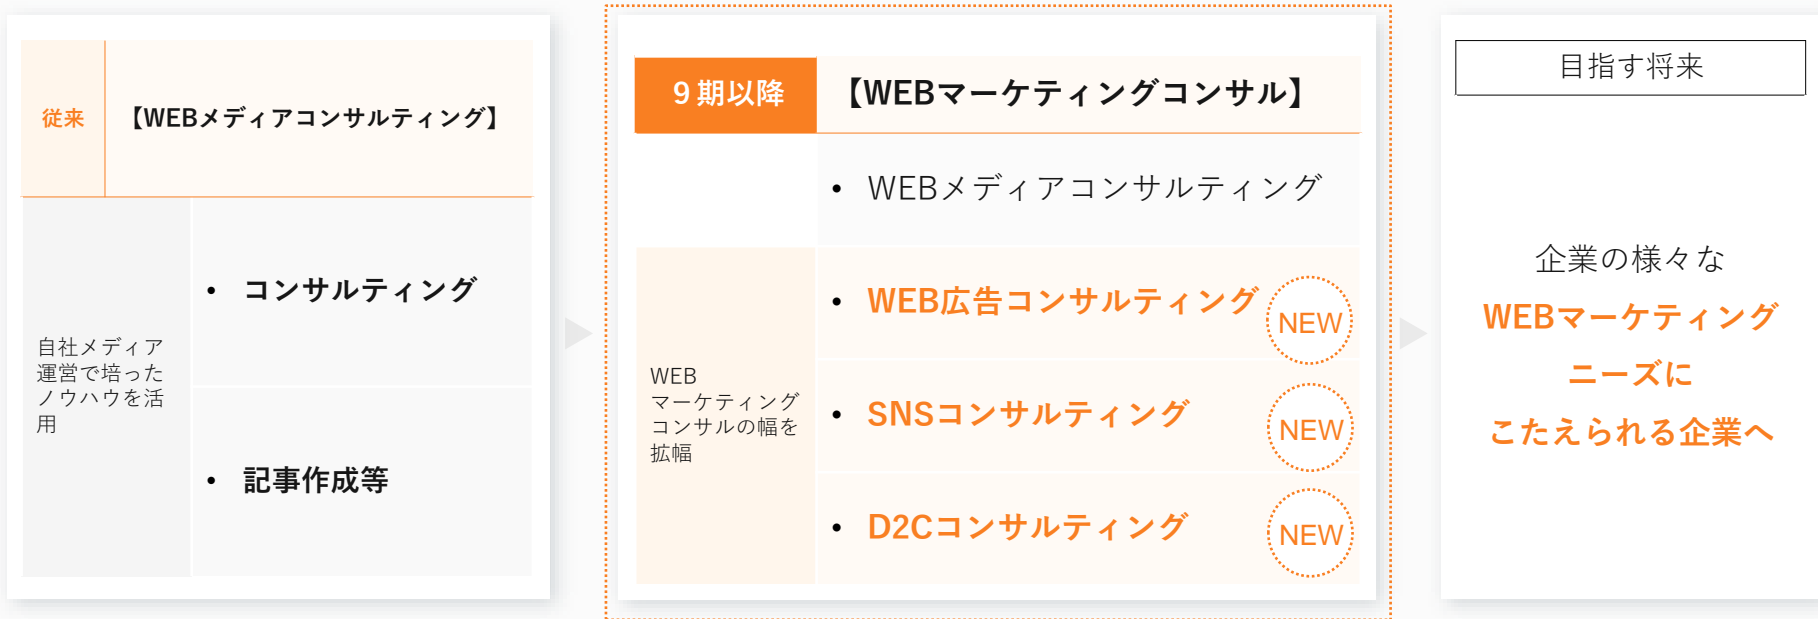 従来
【WEBメディアコンサルティング】
自社メディア
運営で培った
ノウハウを活
用
• コンサルティング
• 記事作成等
９期以降
【WEBマーケティングコンサル】
• WEBメディアコンサルティング
WEB
マーケティング
コンサルの幅を
拡幅
• WEB広告コンサルティング
NEW
• SNSコンサルティング
NEW
• D2Cコンサルティング
NEW
目指す将来
企業の様々な
WEBマーケティング
ニーズに
こたえられる企業へ